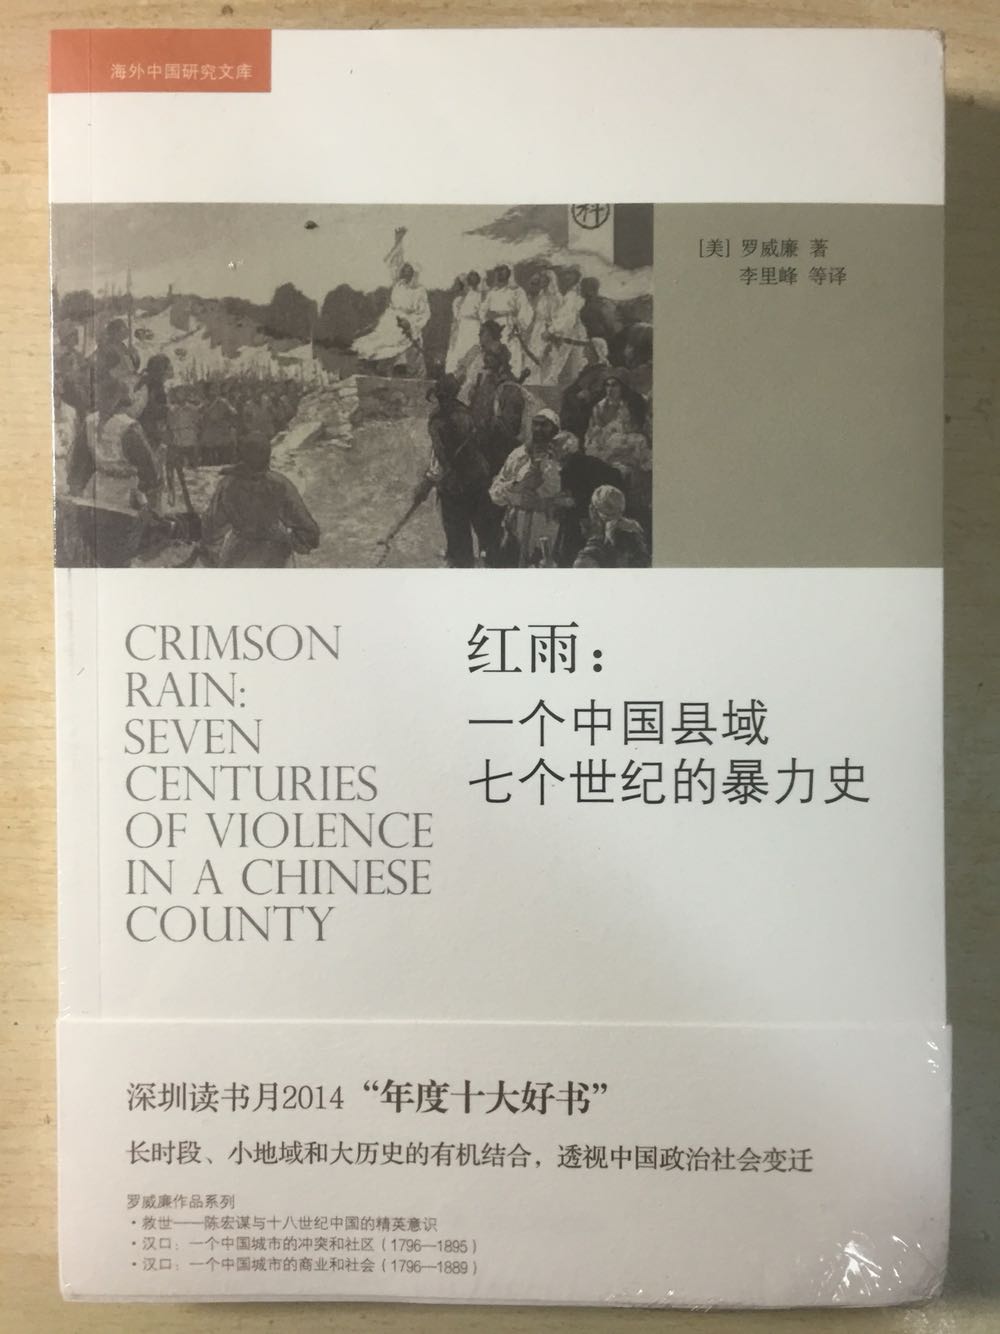 海外中国研究文库
科
[美] 罗威廉 著
李里峰 等译
CRIMSON
RAIN:
SEVEN
CENTURIES
OF VIOLENCE
IN A CHINESE
COUNTY
红雨：
一个中国县域
七个世纪的暴力史
深圳读书月2014“年度十大好书”
长时段、小地域和大历史的有机结合，透视中国政治社会变迁
罗威廉作品系列
·救世——陈宏谋与十八世纪中国的精英意识
·汉口：一个中国城市的冲突和社区（1796—1895）
·汉口：一个中国城市的商业和社会（1796—1889）